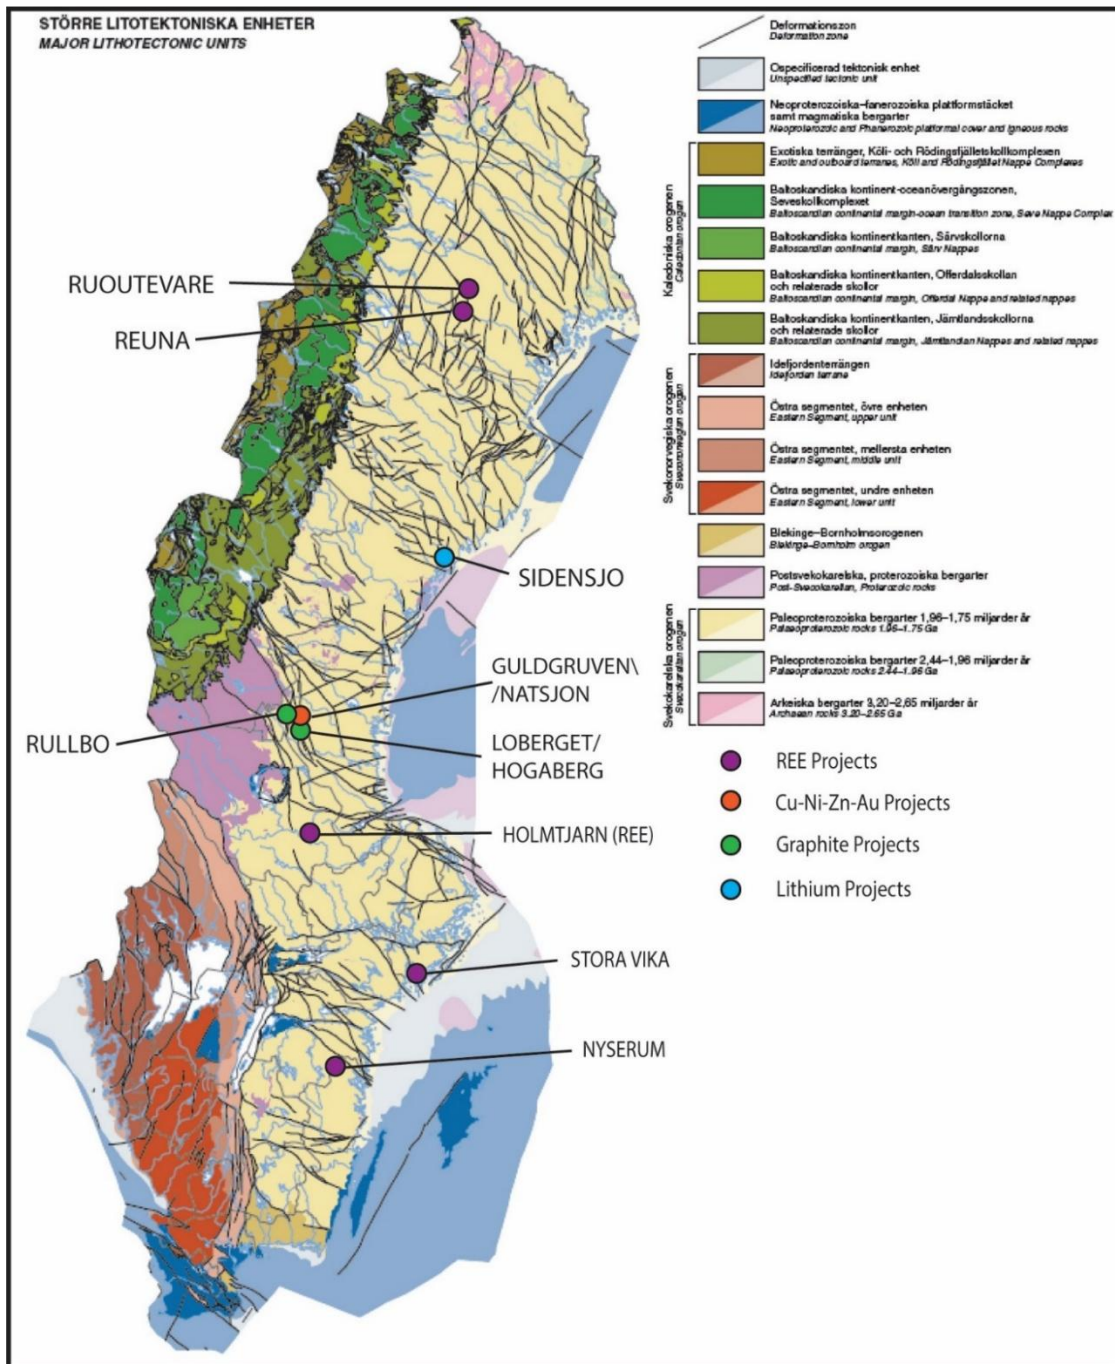 STÖRRE LITOTEKTONISKA ENHETER
MAJOR LITHOTECTONIC UNITS
RUOUTEVARE
REUNA
SIDENSJO
GULDGRUVEN\
/NATSJON
RULLBO
LOBERGET/
HOGABERG
HOLMTJARN (REE)
STORA VIKA
NYSERUM
Deformationszon
Deformation zone
Ospecificerad tektonisk enhet
Unspecified tectonic unit
Neoproterozoiska–fanerozoiska plattformstäcket
samt magmatiska bergarter
Neoproterozoic and Phanerozoic platformal cover and igneous rocks
Kaledoniska orogenen
Caledonian orogen
Exotiska terränger, Köli- och Rödingsfjälletskollkomplexen
Exotic and outboard terranes, Köli and Rödingsfjället Nappe Complexes
Baltoskandiska kontinent-oceanövergångszonen,
Seveskollkomplexet
Baltoscandian continental margin-ocean transition zone, Seve Nappe Complex
Baltoskandiska kontinentkanten, Särvskollorna
Baltoscandian continental margin, Särv Nappes
Baltoskandiska kontinentkanten, Offerdalsskollan
och relaterade skollor
Baltoscandian continental margin, Offerdal Nappe and related nappes
Baltoskandiska kontinentkanten, Jämtlandsskollorna
och relaterade skollor
Baltoscandian continental margin, Jämtlandian Nappes and related nappes
Svekonorvegiska orogenen
Sveconorwegian orogen
Idefjordenterrängen
Idefjorden terrane
Östra segmentet, övre enheten
Eastern Segment, upper unit
Östra segmentet, mellersta enheten
Eastern Segment, middle unit
Östra segmentet, undre enheten
Eastern Segment, lower unit
Blekinge–Bornholmsorogenen
Blekinge–Bornholm orogen
Postsvekokarelska, proterozoiska bergarter
Post-Svecokarelian, Proterozoic rocks
Svekokarelska orogenen
Svecokarelian orogen
Paleoproterozoiska bergarter 1,96–1,75 miljarder år
Palaeoproterozoic rocks 1.96–1.75 Ga
Paleoproterozoiska bergarter 2,44–1,96 miljarder år
Palaeoproterozoic rocks 2.44–1.96 Ga
Arkeiska bergarter 3,20–2,65 miljarder år
Archaean rocks 3.20–2.65 Ga
REE Projects
Cu-Ni-Zn-Au Projects
Graphite Projects
Lithium Projects